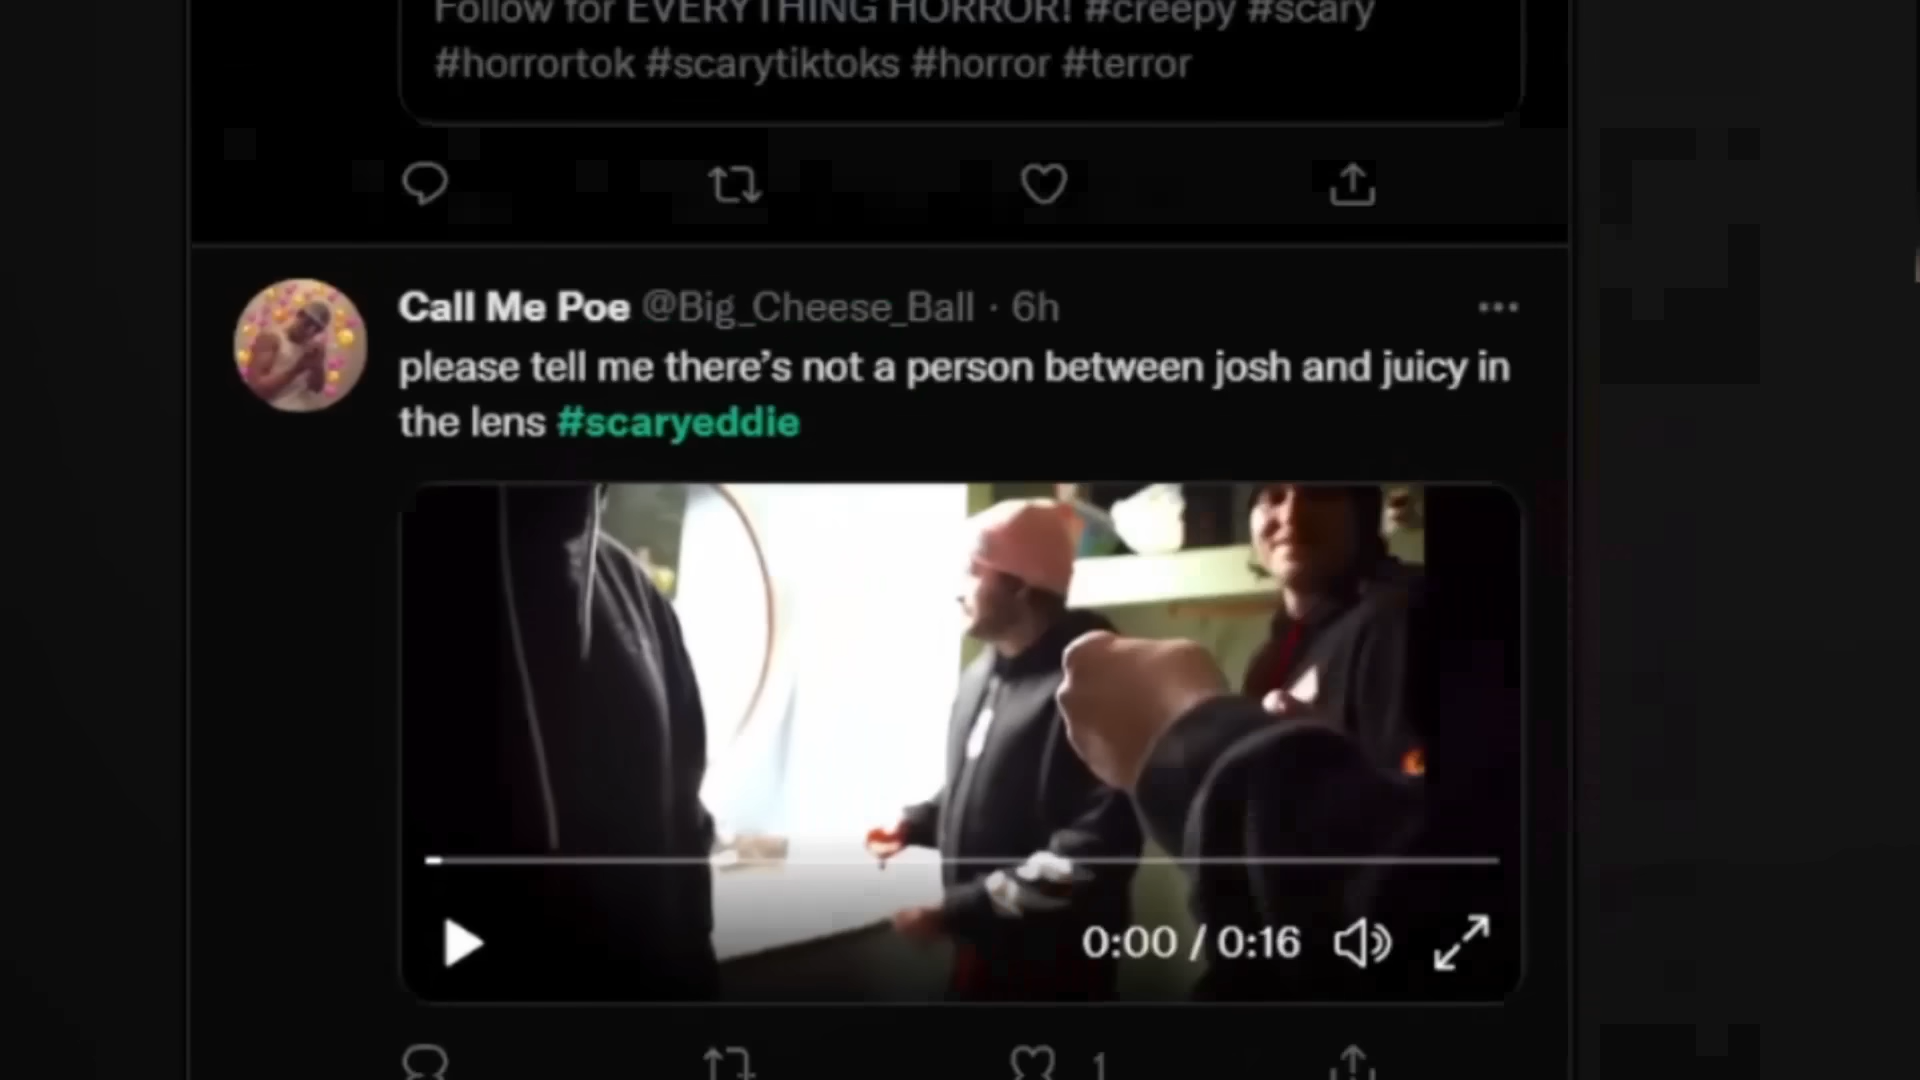 Follow for EVERYTHING HORROR! #creepy #scary
#horrortok #scarytiktoks #horror #terror
Call Me Poe @Big_Cheese_Ball · 6h
please tell me there’s not a person between josh and juicy in
the lens #scaryeddie
0:00 / 0:16
1